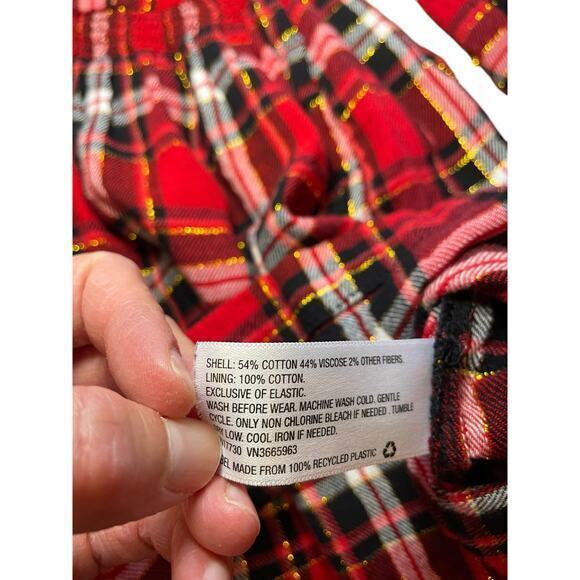 SHELL: 54% COTTON 44% VISCOSE 2% OTHER FIBERS.
LINING: 100% COTTON.
EXCLUSIVE OF ELASTIC.
WASH BEFORE WEAR. MACHINE WASH COLD. GENTLE
CYCLE. ONLY NON CHLORINE BLEACH IF NEEDED . TUMBLE
LOW. COOL IRON IF NEEDED.
7730 VN3665963
MADE FROM 100% RECYCLED PLASTIC